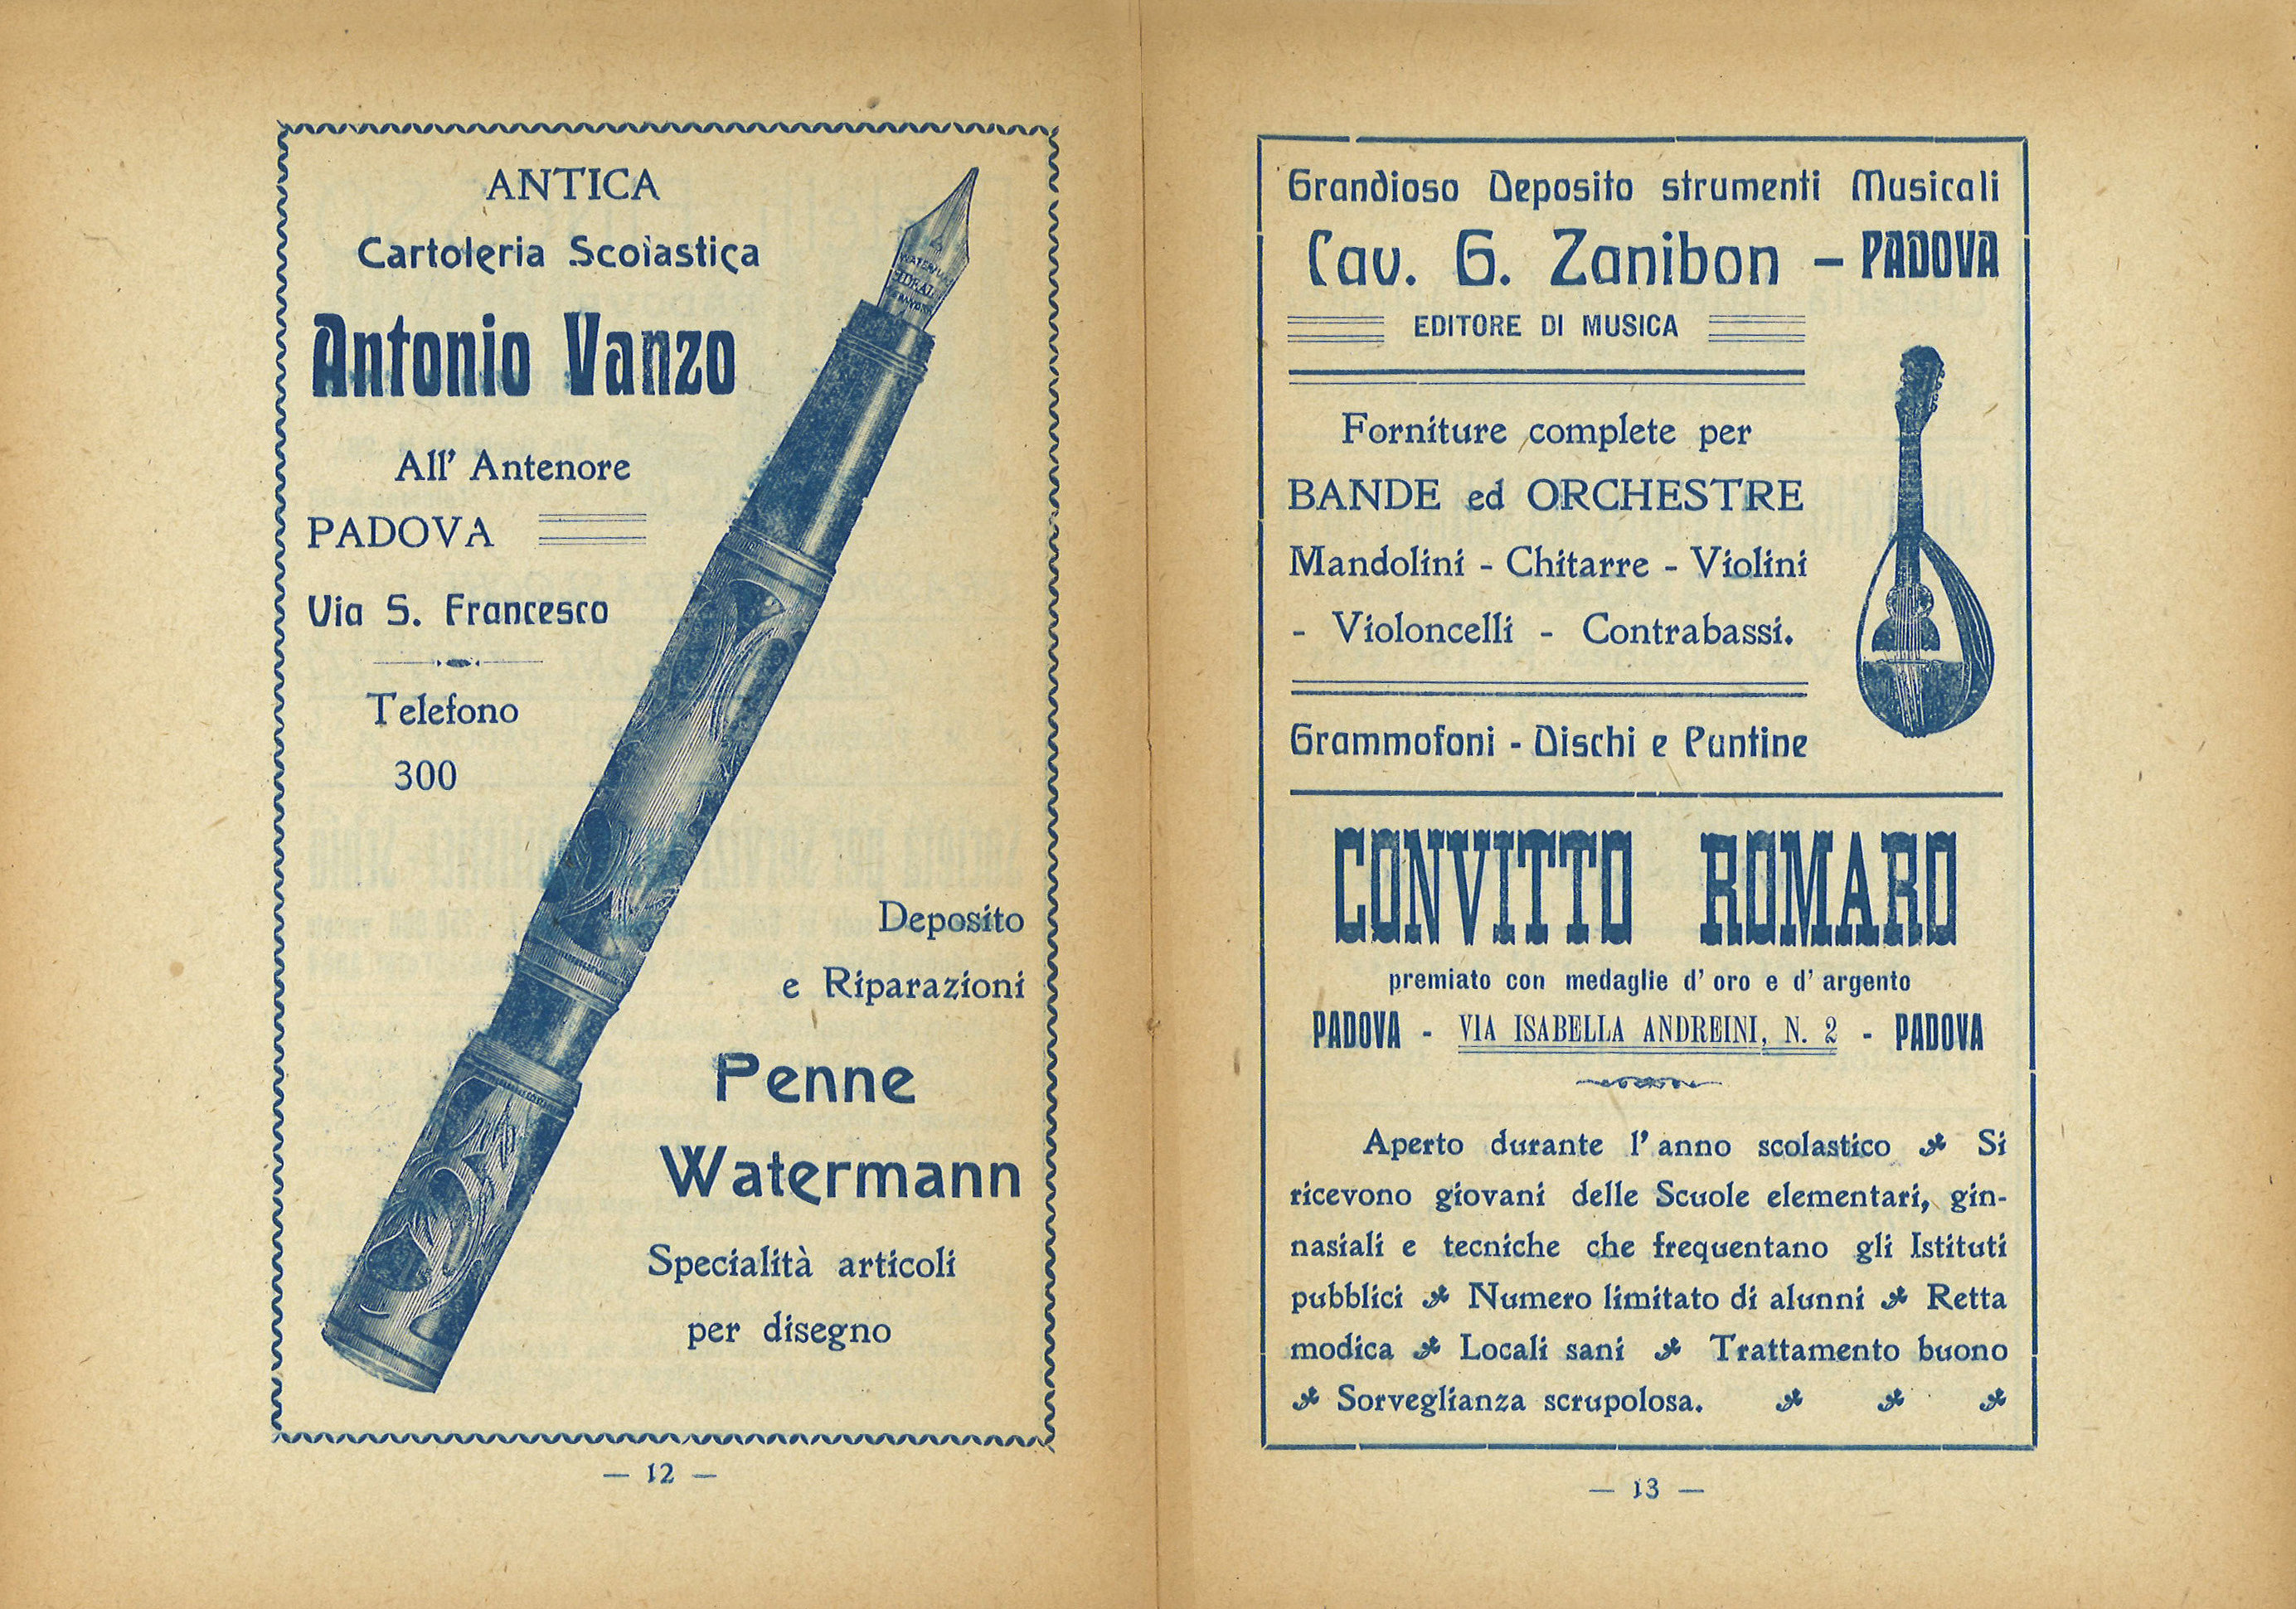 ANTICA
Cartoleria Scolastica
Antonio Vanzo
All' Antenore
PADOVA
Via S. Francesco
Telefono
300
WATERMAN
IDEAL
Deposito
e Riparazioni
Penne
Watermann
Specialità articoli
per disegno
— 12 —
Grandioso Deposito strumenti Musicali
Cav. G. Zanibon – PADOVA
EDITORE DI MUSICA
Forniture complete per
BANDE ed ORCHESTRE
Mandolini - Chitarre - Violini
- Violoncelli - Contrabassi.
Grammofoni - Dischi e Puntine
CONVITTO ROMARO
premiato con medaglie d' oro e d' argento
PADOVA - VIA ISABELLA ANDREINI, N. 2 - PADOVA
Aperto durante l' anno scolastico Si
ricevono giovani delle Scuole elementari, gin-
nasiali e tecniche che frequentano gli Istituti
pubblici Numero limitato di alunni Retta
modica Locali sani Trattamento buono
Sorveglianza scrupolosa.
— 13 —